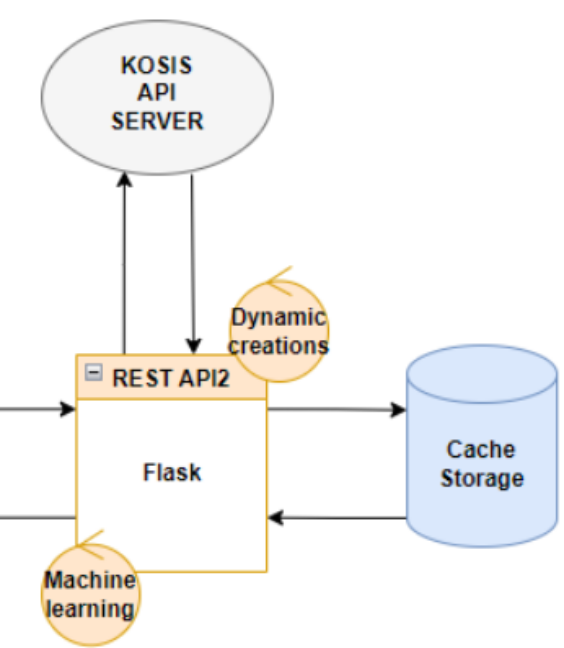 KOSIS
API
SERVER
Dynamic
creations
REST API2
Flask
Cache
Storage
Machine
learning